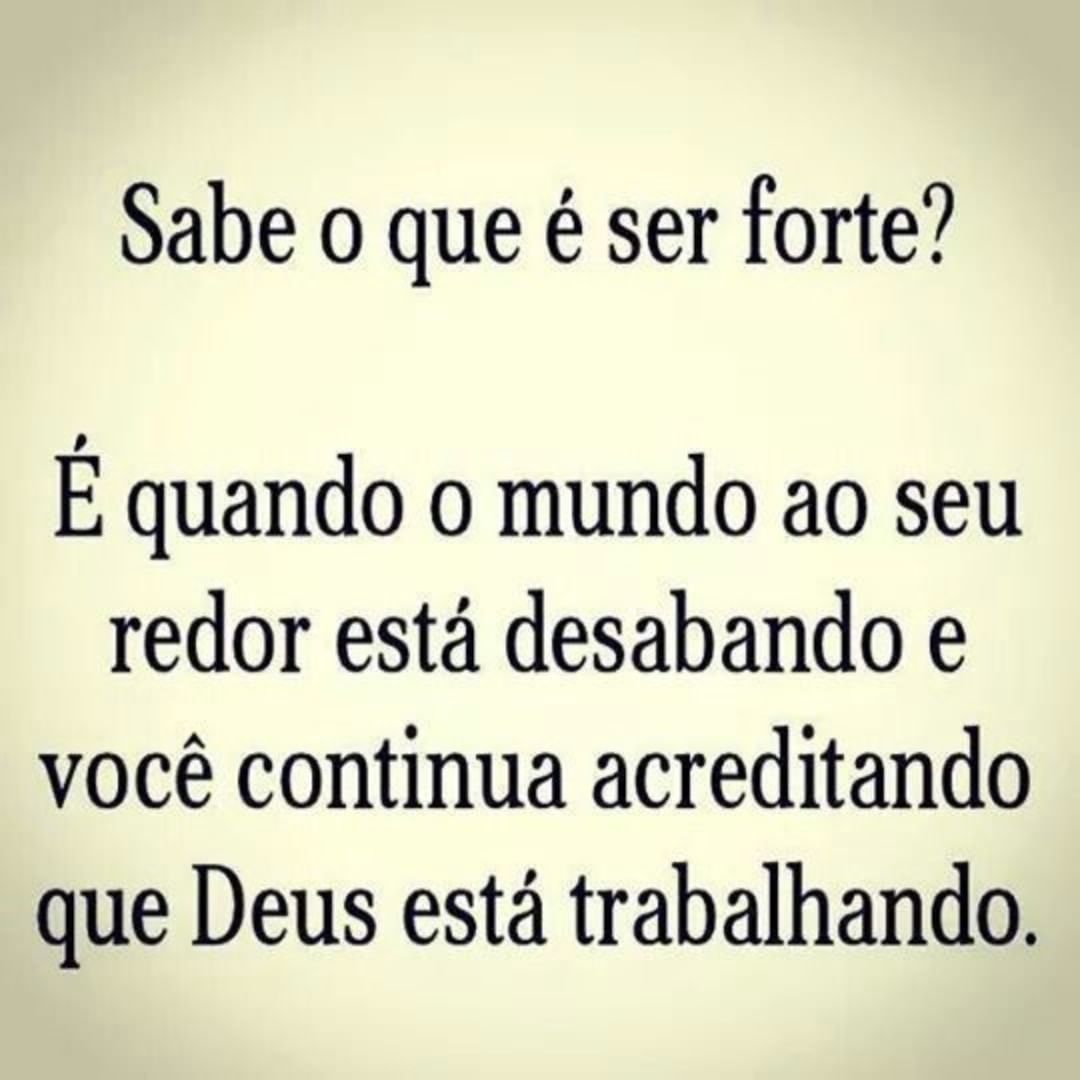 Sabe o que é ser forte?
É quando o mundo ao seu
redor está desabando e
você continua acreditando
que Deus está trabalhando.